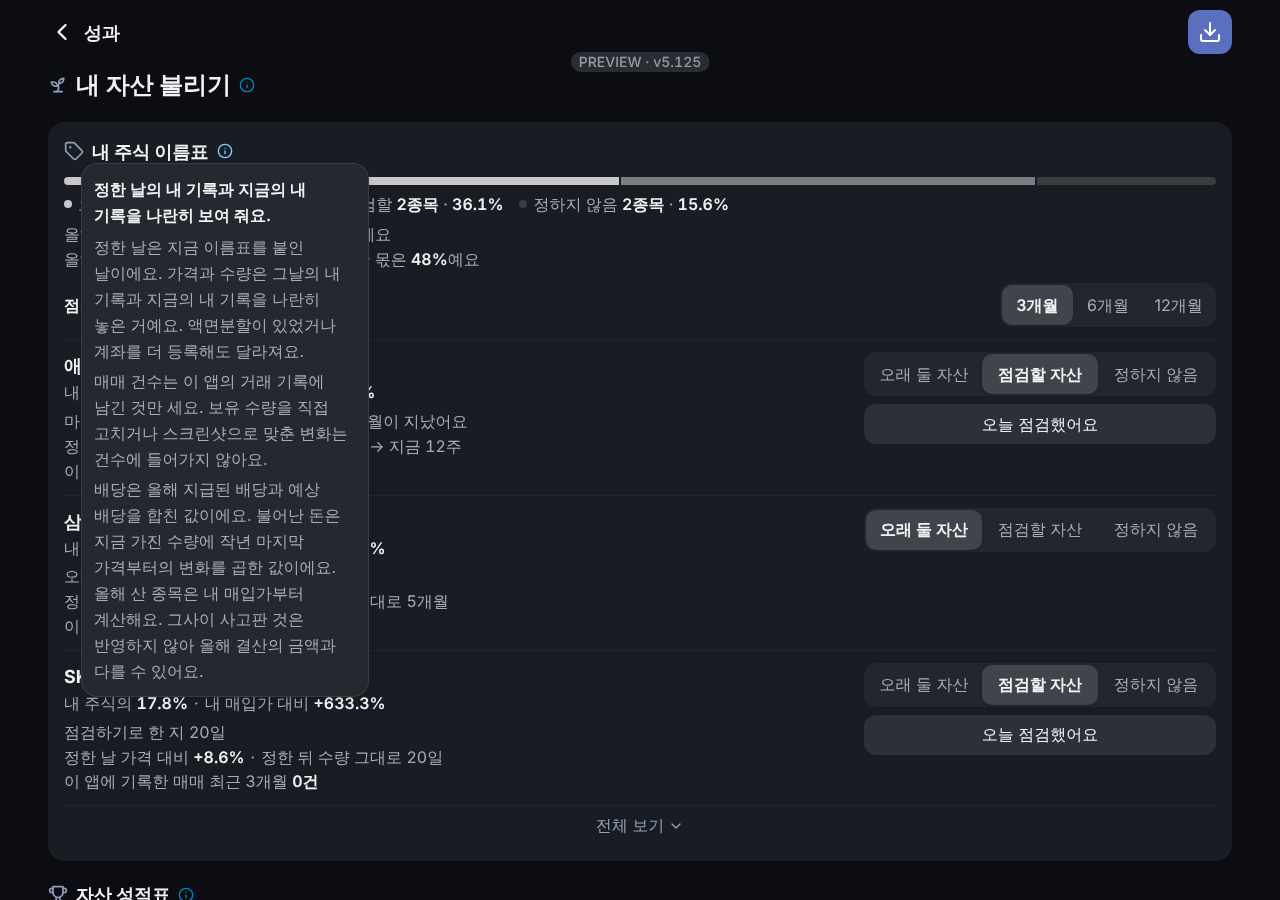 성과
PREVIEW · v5.125
내 자산 불리기
내 주식 이름표
정한 날의 내 기록과 지금의 내
기록을 나란히 보여 줘요.
정한 날은 지금 이름표를 붙인
날이에요. 가격과 수량은 그날의 내
기록과 지금의 내 기록을 나란히
놓은 거예요. 액면분할이 있었거나
계좌를 더 등록해도 달라져요.
매매 건수는 이 앱의 거래 기록에
남긴 것만 세요. 보유 수량을 직접
고치거나 스크린샷으로 맞춘 변화는
건수에 들어가지 않아요.
배당은 올해 지급된 배당과 예상
배당을 합친 값이에요. 불어난 돈은
지금 가진 수량에 작년 마지막
가격부터의 변화를 곱한 값이에요.
올해 산 종목은 내 매입가부터
계산해요. 그사이 사고판 것은
반영하지 않아 올해 결산의 금액과
다를 수 있어요.
2종목 · 36.1% 정하지 않음 2종목 · 15.6%
몫은 48%예요
3개월 6개월 12개월
오래 둘 자산 점검할 자산 정하지 않음
오늘 점검했어요
지났어요
→ 지금 12주
오래 둘 자산 점검할 자산 정하지 않음
5개월
오래 둘 자산 점검할 자산 정하지 않음
오늘 점검했어요
내 주식의 17.8% · 내 매입가 대비 +633.3%
점검하기로 한 지 20일
정한 날 가격 대비 +8.6% · 정한 뒤 수량 그대로 20일
이 앱에 기록한 매매 최근 3개월 0건
전체 보기
자산 성적표